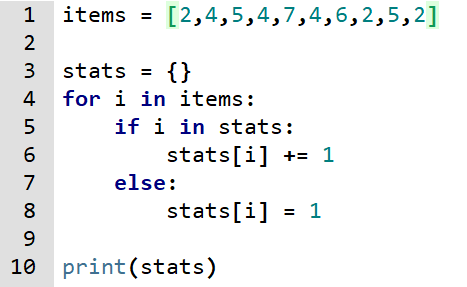 1 items = [2,4,5,4,7,4,6,2,5,2]
2
3 stats = {}
4 for i in items:
5     if i in stats:
6         stats[i] += 1
7     else:
8         stats[i] = 1
9
10 print(stats)